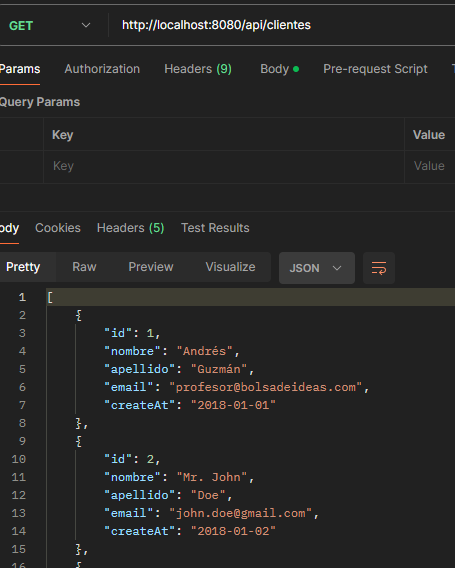 GET http://localhost:8080/api/clientes
Params Authorization Headers (9) Body Pre-request Script
Query Params
Key Value
Key Value
ody Cookies Headers (5) Test Results
Pretty Raw Preview Visualize JSON
1 [
2 {
3 "id": 1,
4 "nombre": "Andrés",
5 "apellido": "Guzmán",
6 "email": "profesor@bolsadeideas.com",
7 "createAt": "2018-01-01"
8 },
9 {
10 "id": 2,
11 "nombre": "Mr. John",
12 "apellido": "Doe",
13 "email": "john.doe@gmail.com",
14 "createAt": "2018-01-02"
15 },
16 {